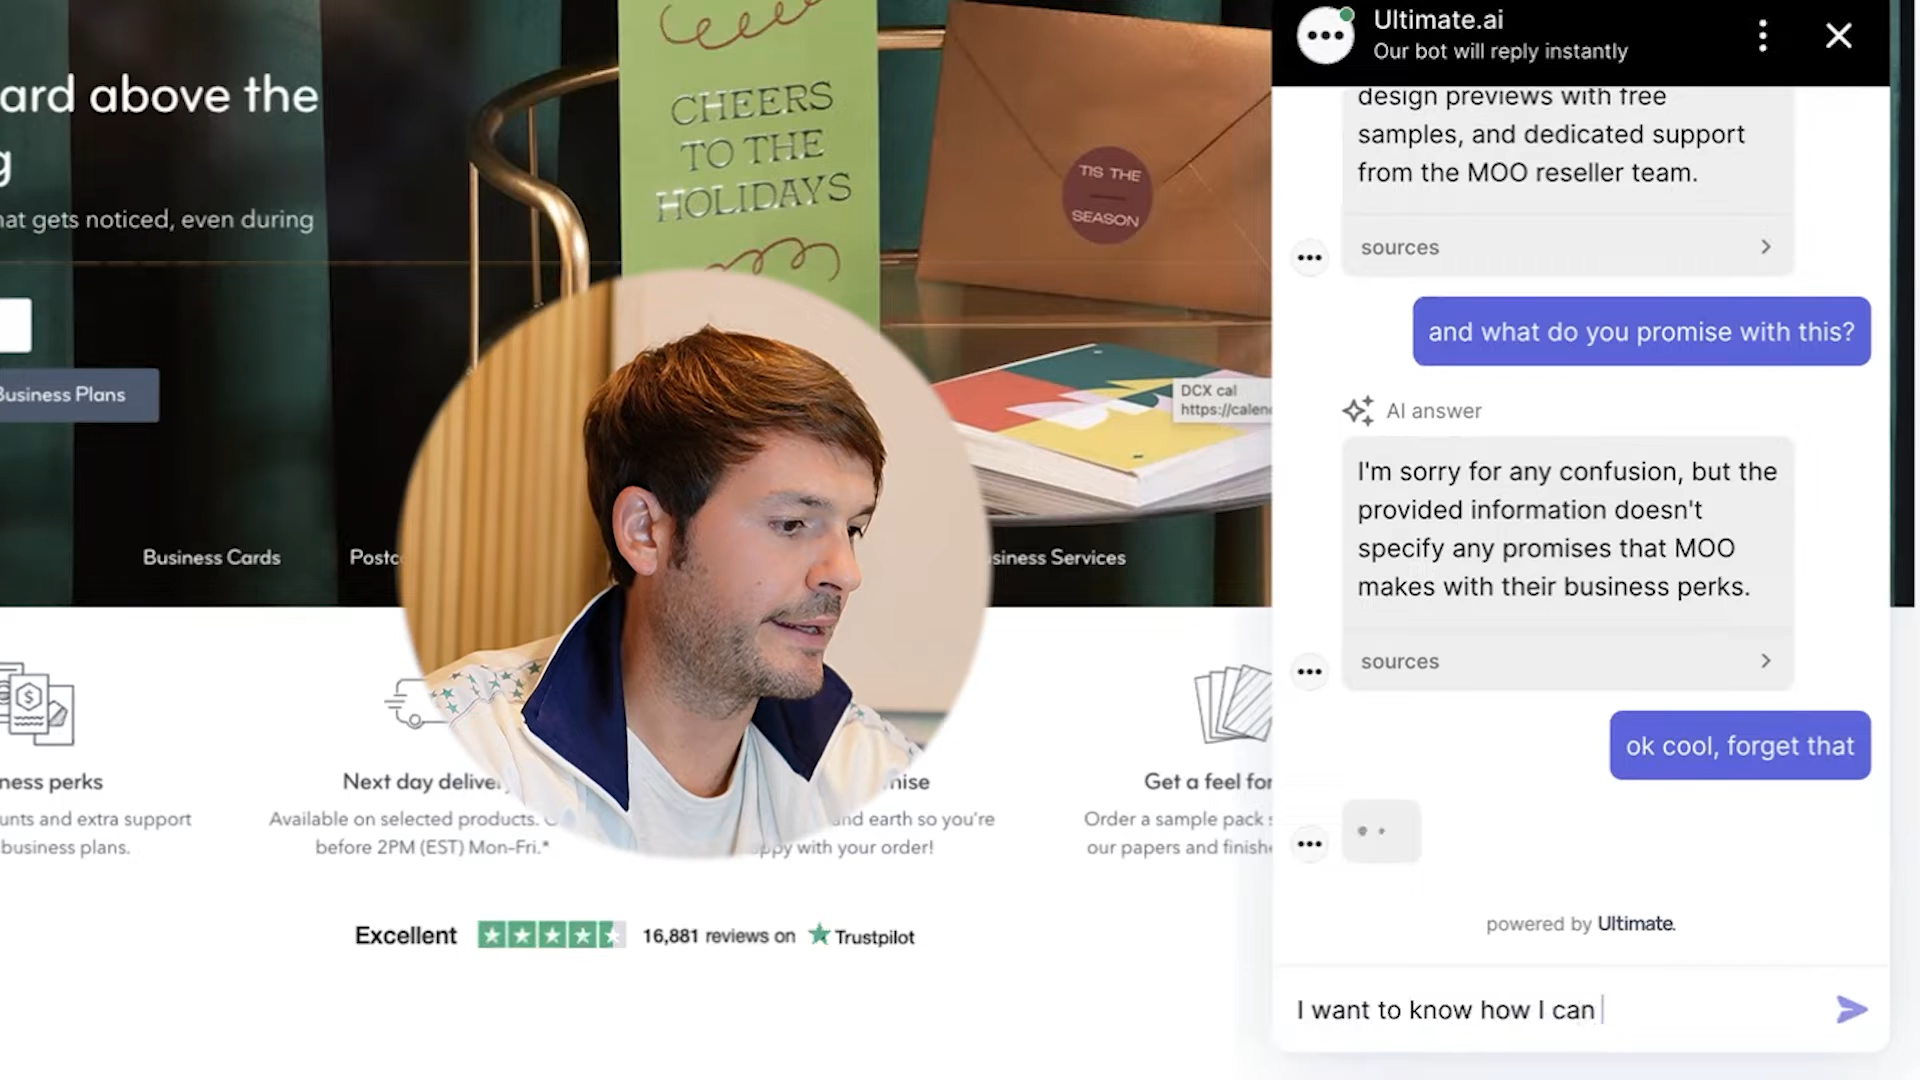 ard above the
g
hat gets noticed, even during
Business Plans
CHEERS
TO THE
HOLIDAYS
TIS THE
SEASON
DCX cal
https://calen
Business Cards
siness Services
ness perks
unts and extra support
business plans.
Next day delive
Available on selected products.
before 2PM (EST) Mon-Fri.*
nise
nd earth so you're
ppy with your order!
Get a feel for
Order a sample pack
our papers and finish
Excellent
16,881 reviews on
Trustpilot
Ultimate.ai
Our bot will reply instantly
design previews with free
samples, and dedicated support
from the MOO reseller team.
sources
and what do you promise with this?
AI answer
I'm sorry for any confusion, but the
provided information doesn't
specify any promises that MOO
makes with their business perks.
sources
ok cool, forget that
powered by Ultimate.
I want to know how I can